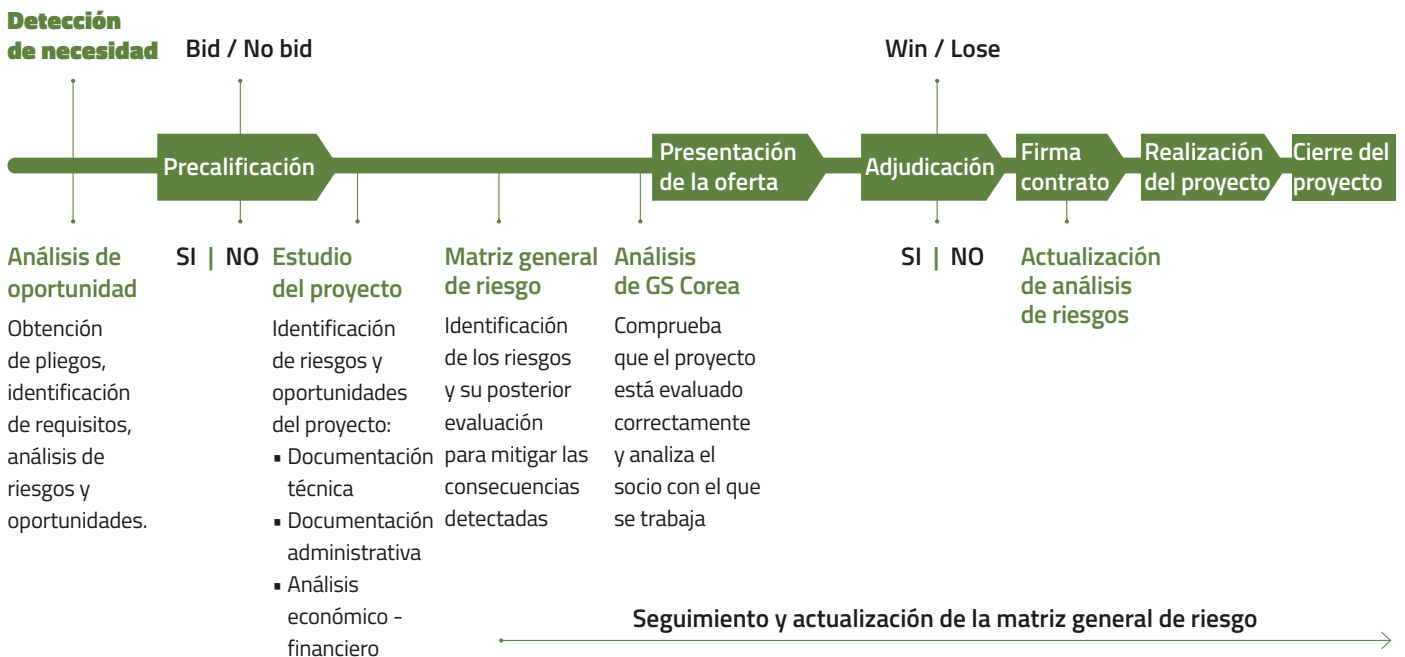 Detección
de necesidad
Bid / No bid
Win / Lose
Precalificación
Presentación
de la oferta
Adjudicación
Firma
contrato
Realización
del proyecto
Cierre del
proyecto
Análisis de
oportunidad
Obtención
de pliegos,
identificación
de requisitos,
análisis de
riesgos y
oportunidades.
SI | NO
Estudio
del proyecto
Identificación
de riesgos y
oportunidades
del proyecto:
▪ Documentación
técnica
▪ Documentación
administrativa
▪ Análisis
económico -
financiero
Matriz general
de riesgo
Identificación
de los riesgos
y su posterior
evaluación
para mitigar las
consecuencias
detectadas
Análisis
de GS Corea
Comprueba
que el proyecto
está evaluado
correctamente
y analiza el
socio con el que
se trabaja
SI | NO
Actualización
de análisis
de riesgos
Seguimiento y actualización de la matriz general de riesgo